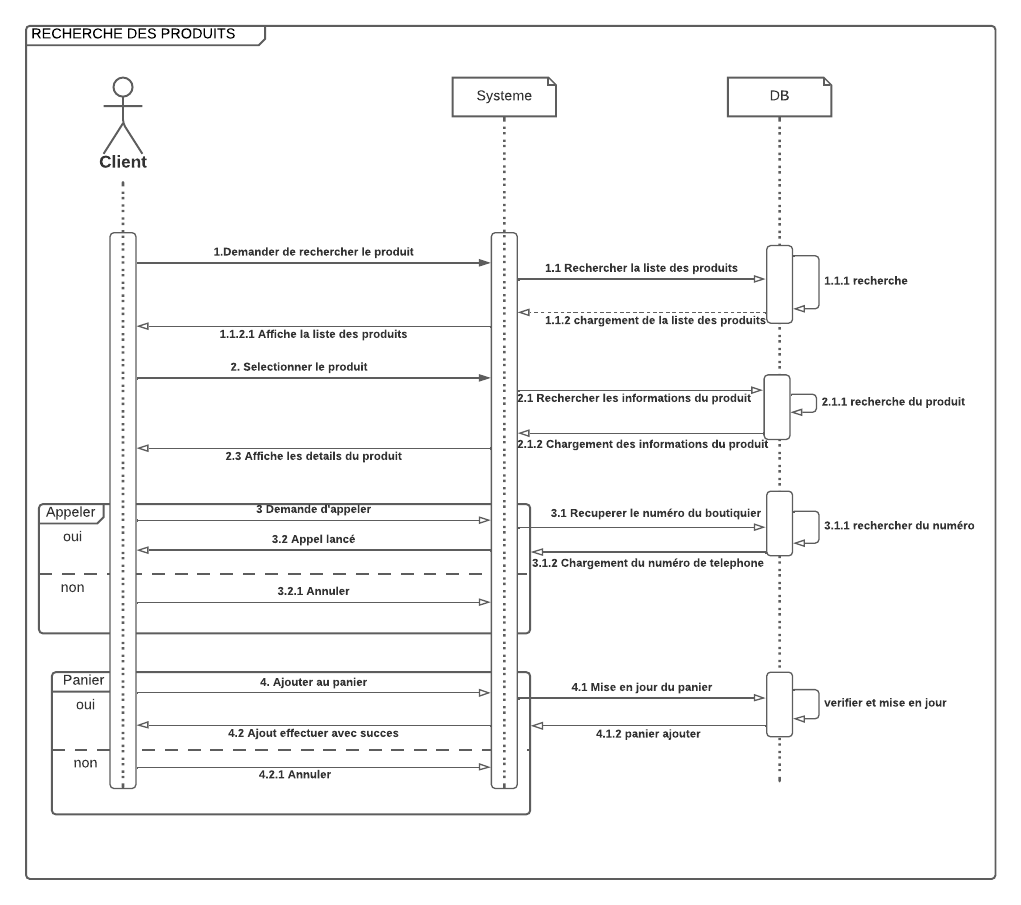 RECHERCHE DES PRODUITS
Systeme
DB
Client
1.Demander de rechercher le produit
1.1 Rechercher la liste des produits
1.1.1 recherche
1.1.2 chargement de la liste des produits
1.1.2.1 Affiche la liste des produits
2. Selectionner le produit
2.1 Rechercher les informations du produit
2.1.1 recherche du produit
2.1.2 Chargement des informations du produit
2.3 Affiche les details du produit
Appeler
3 Demande d'appeler
3.1 Recuperer le numéro du boutiquier
3.1.1 rechercher du numéro
oui
3.2 Appel lancé
3.1.2 Chargement du numéro de telephone
non
3.2.1 Annuler
Panier
4. Ajouter au panier
4.1 Mise en jour du panier
oui
verifier et mise en jour
4.2 Ajout effectuer avec succes
4.1.2 panier ajouter
non
4.2.1 Annuler